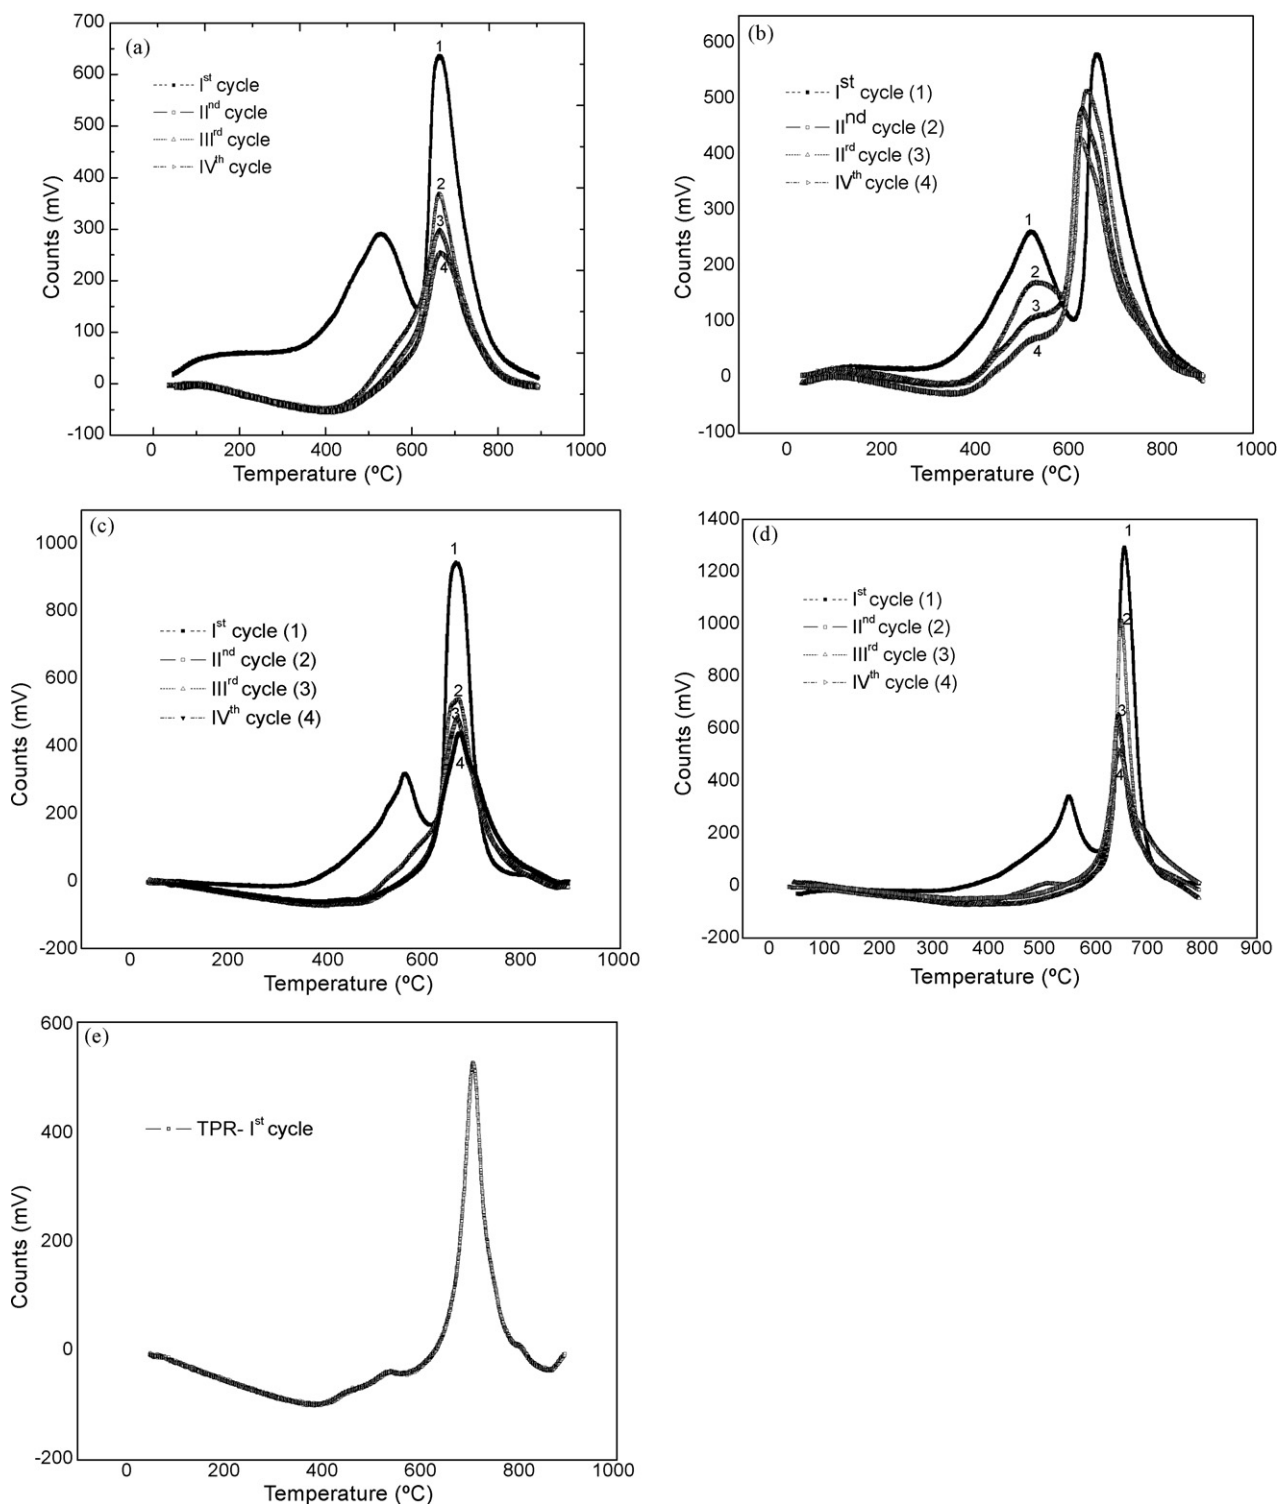 (a)
Ist cycle
IInd cycle
IIIrd cycle
IVth cycle
1
2
3
4
700
600
500
400
300
200
100
0
-100
0 200 400 600 800 1000
Counts (mV)
Temperature (ºC)
(b)
Ist cycle (1)
IInd cycle (2)
IIrd cycle (3)
IVth cycle (4)
1
2
3
4
600
500
400
300
200
100
0
-100
0 200 400 600 800 1000
Counts (mV)
Temperature (ºC)
(c)
Ist cycle (1)
IInd cycle (2)
IIIrd cycle (3)
IVth cycle (4)
1
2
3
4
1000
800
600
400
200
0
-200
0 200 400 600 800 1000
Counts (mV)
Temperature (ºC)
(d)
Ist cycle (1)
IInd cycle (2)
IIIrd cycle (3)
IVth cycle (4)
1
2
3
4
1400
1200
1000
800
600
400
200
0
-200
0 100 200 300 400 500 600 700 800 900
Counts (mV)
Temperature (ºC)
(e)
TPR- Ist cycle
600
400
200
0
-200
0 200 400 600 800 1000
Counts (mV)
Temperature (ºC)